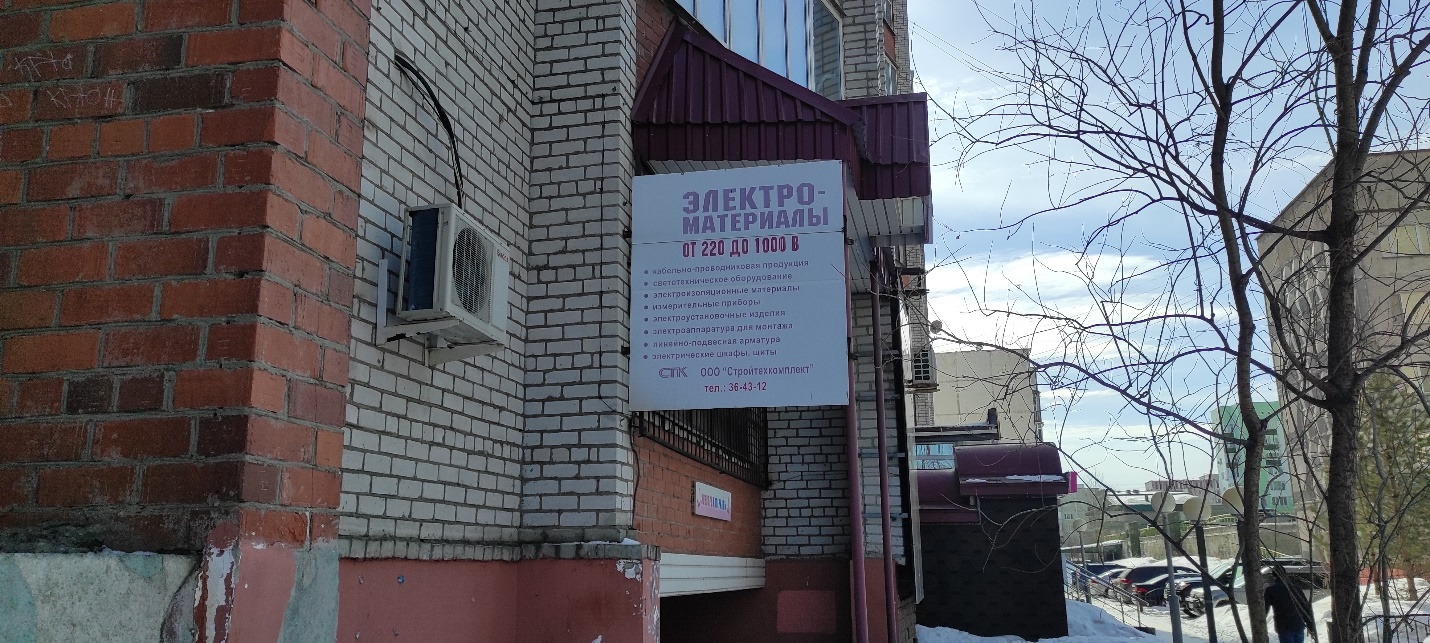 ЭЛЕКТРО-
МАТЕРИАЛЫ
ОТ 220 ДО 1000 В
• кабельно-проводниковая продукция
• светотехническое оборудование
• электроизоляционные материалы
• измерительные приборы
• электроустановочные изделия
• электроаппаратура для монтажа
• линейно-подвесная арматура
• электрические шкафы, щиты
СТК ООО "Стройтехкомплект"
тел.: 36-43-12